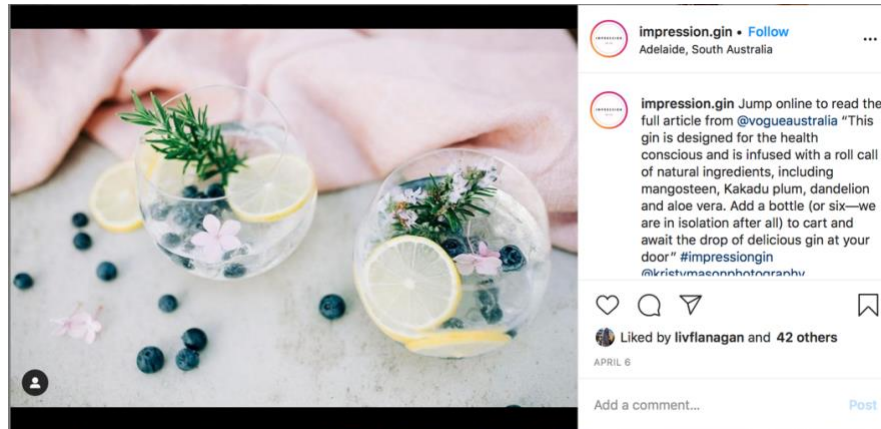 impression.gin • Follow
Adelaide, South Australia
impression.gin Jump online to read the
full article from @vogueaustralia “This
gin is designed for the health
conscious and is infused with a roll call
of natural ingredients, including
mangosteen, Kakadu plum, dandelion
and aloe vera. Add a bottle (or six—we
are in isolation after all) to cart and
await the drop of delicious gin at your
door” #impressiongin
@kristymasonphotography
Liked by livflanagan and 42 others
APRIL 6
Add a comment...
Post